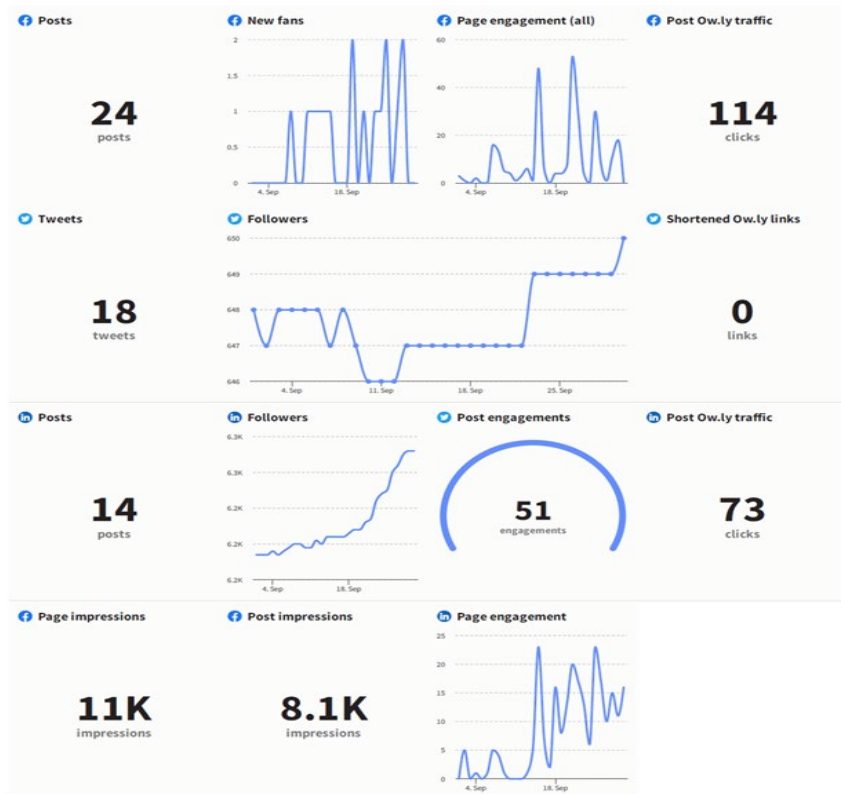 Posts
24
posts
New fans
2
1.5
1
0.5
0
4. Sep
18. Sep
Page engagement (all)
60
40
20
0
4. Sep
18. Sep
Post Ow.ly traffic
114
clicks
Tweets
18
tweets
Followers
650
649
648
647
646
4. Sep
11. Sep
18. Sep
25. Sep
Shortened Ow.ly links
0
links
Posts
14
posts
Followers
6.3K
6.3K
6.2K
6.2K
6.2K
4. Sep
18. Sep
Post engagements
51
engagements
Post Ow.ly traffic
73
clicks
Page impressions
11K
impressions
Post impressions
8.1K
impressions
Page engagement
25
20
15
10
5
0
4. Sep
18. Sep